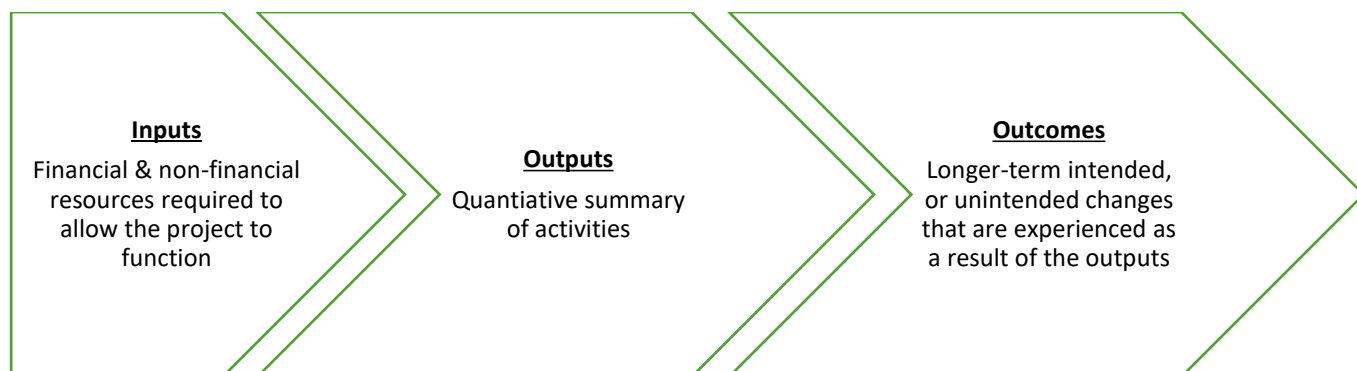 Inputs
Financial & non-financial
resources required to
allow the project to
function
Outputs
Quantiative summary
of activities
Outcomes
Longer-term intended,
or unintended changes
that are experienced as
a result of the outputs